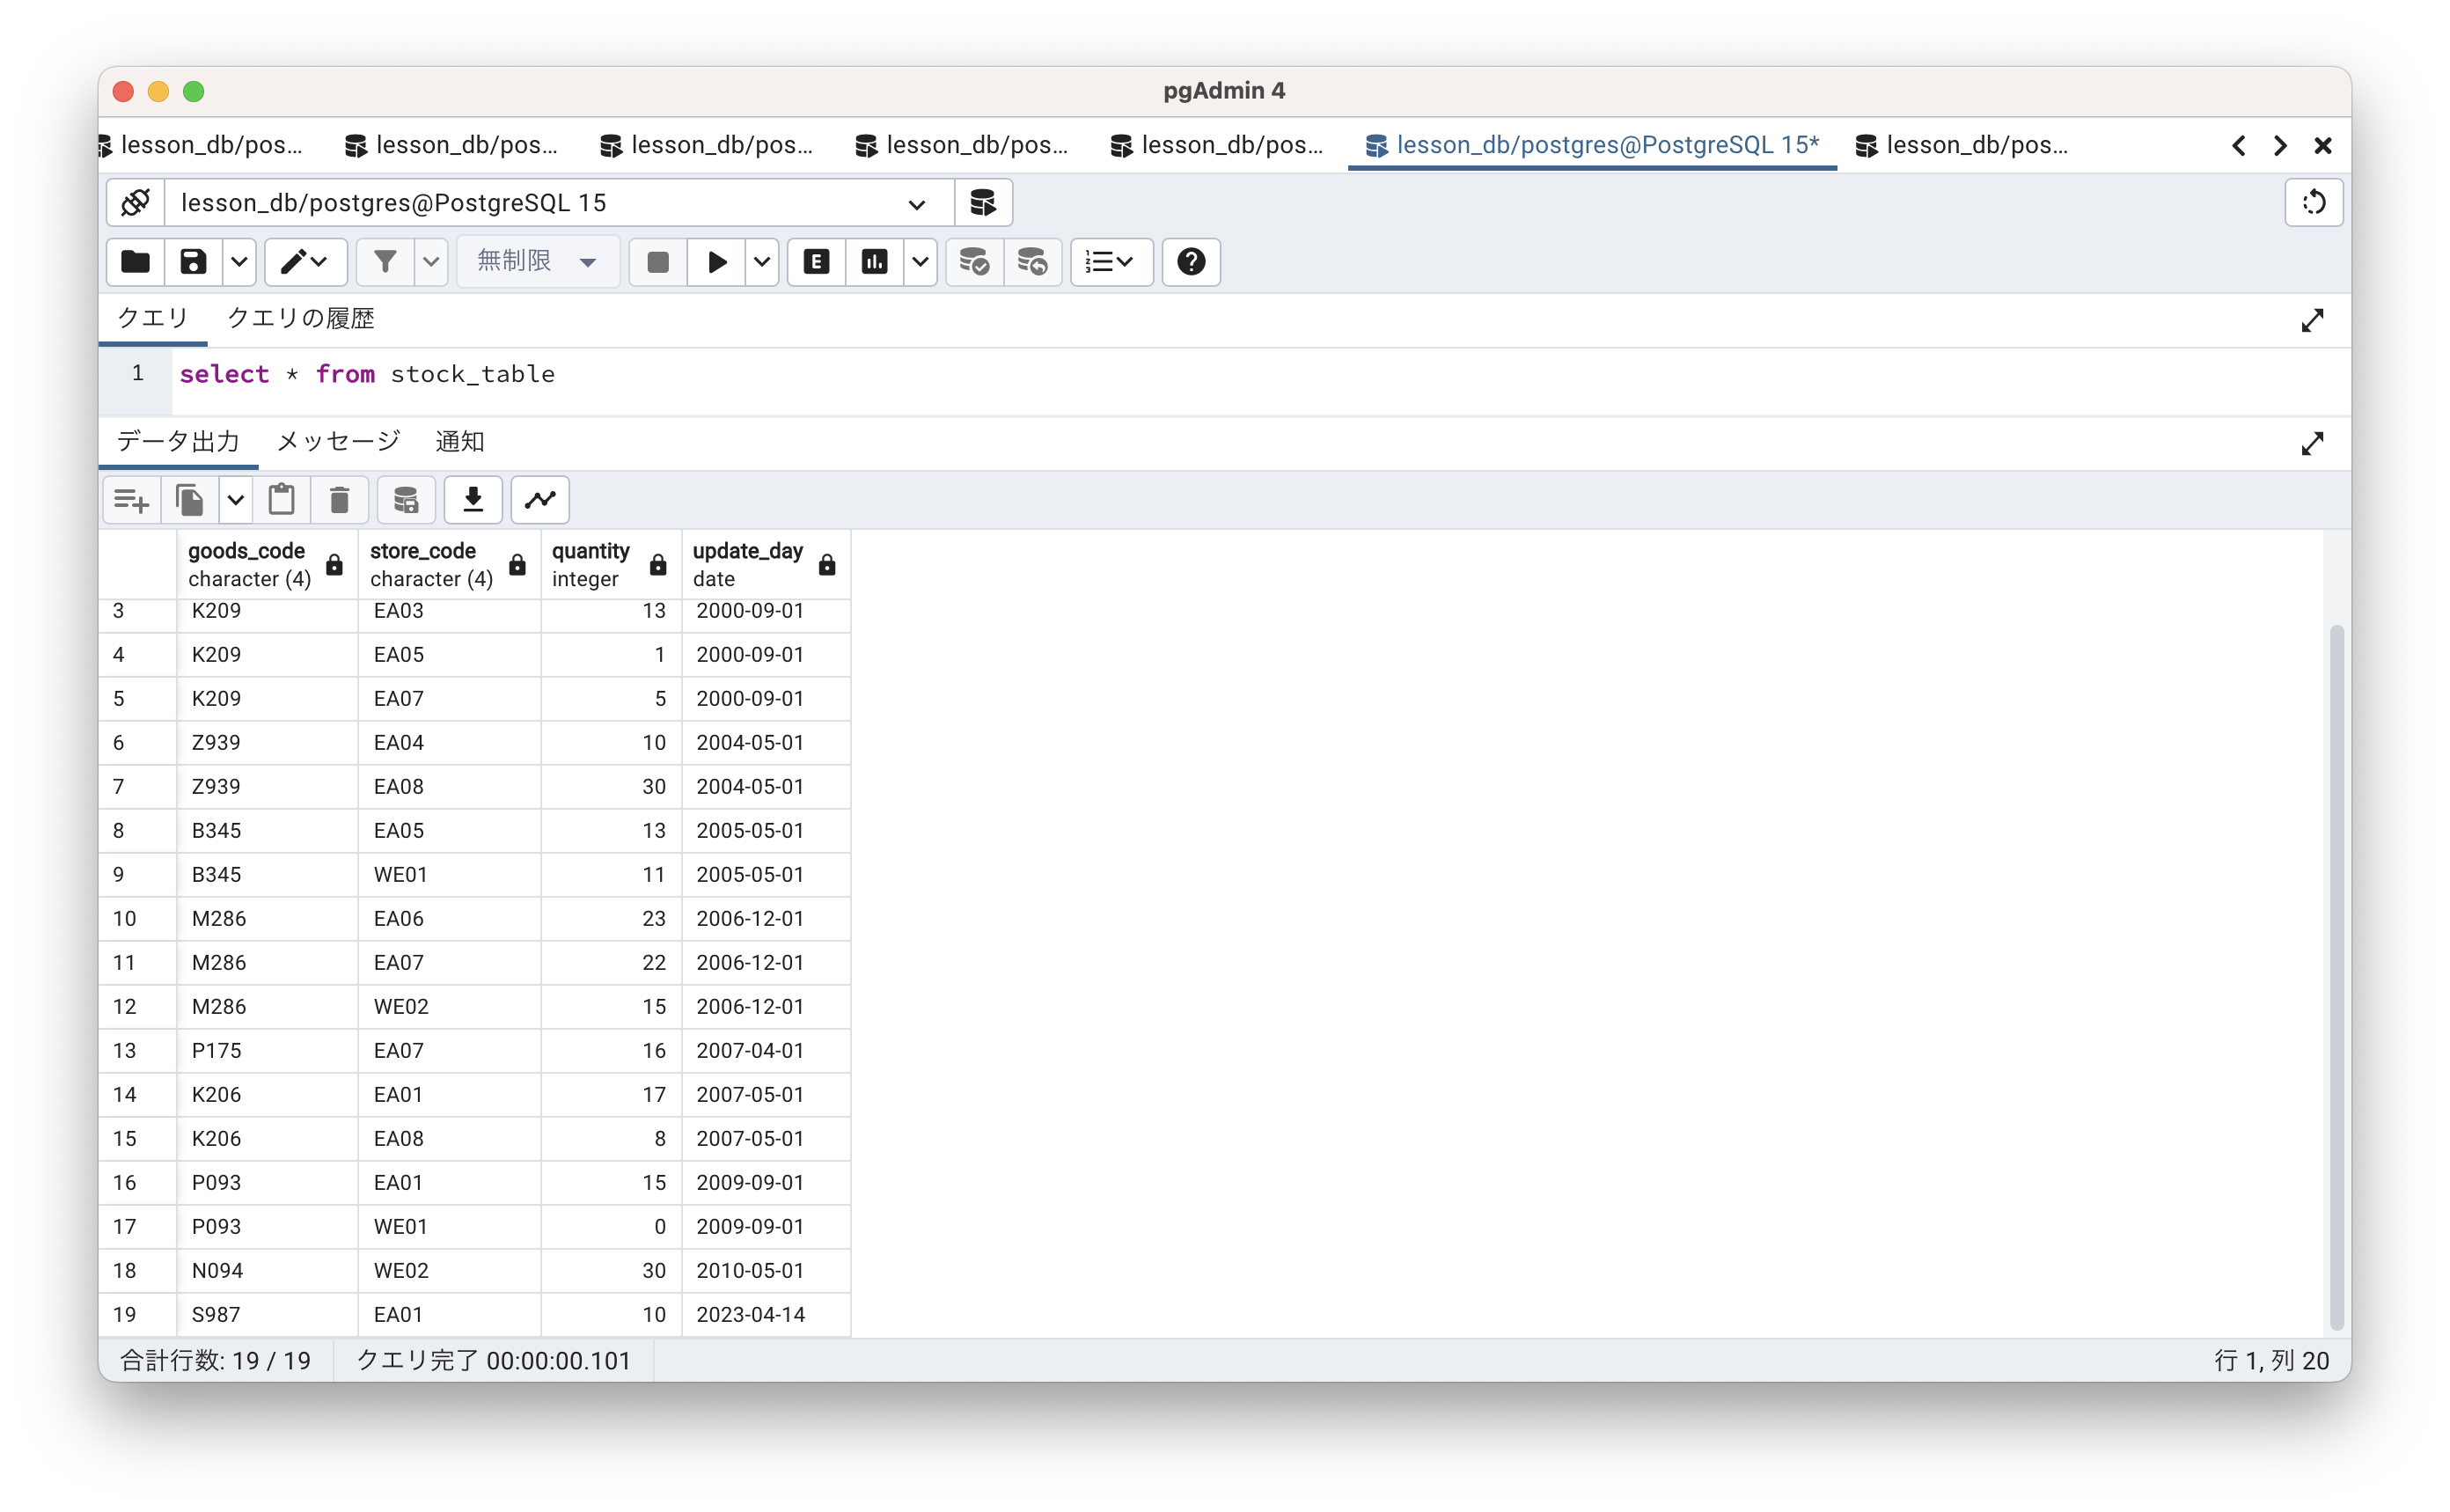 pgAdmin 4
lesson_db/pos... lesson_db/pos... lesson_db/pos... lesson_db/pos... lesson_db/pos... lesson_db/postgres@PostgreSQL 15* lesson_db/pos...
lesson_db/postgres@PostgreSQL 15
無制限
クエリ クエリの履歴
1 select * from stock_table
データ出力 メッセージ 通知
goods_code store_code quantity update_day
character (4) character (4) integer date
3 K209 EA03 13 2000-09-01
4 K209 EA05 1 2000-09-01
5 K209 EA07 5 2000-09-01
6 Z939 EA04 10 2004-05-01
7 Z939 EA08 30 2004-05-01
8 B345 EA05 13 2005-05-01
9 B345 WE01 11 2005-05-01
10 M286 EA06 23 2006-12-01
11 M286 EA07 22 2006-12-01
12 M286 WE02 15 2006-12-01
13 P175 EA07 16 2007-04-01
14 K206 EA01 17 2007-05-01
15 K206 EA08 8 2007-05-01
16 P093 EA01 15 2009-09-01
17 P093 WE01 0 2009-09-01
18 N094 WE02 30 2010-05-01
19 S987 EA01 10 2023-04-14
合計行数: 19 / 19 クエリ完了 00:00:00.101 行 1, 列 20